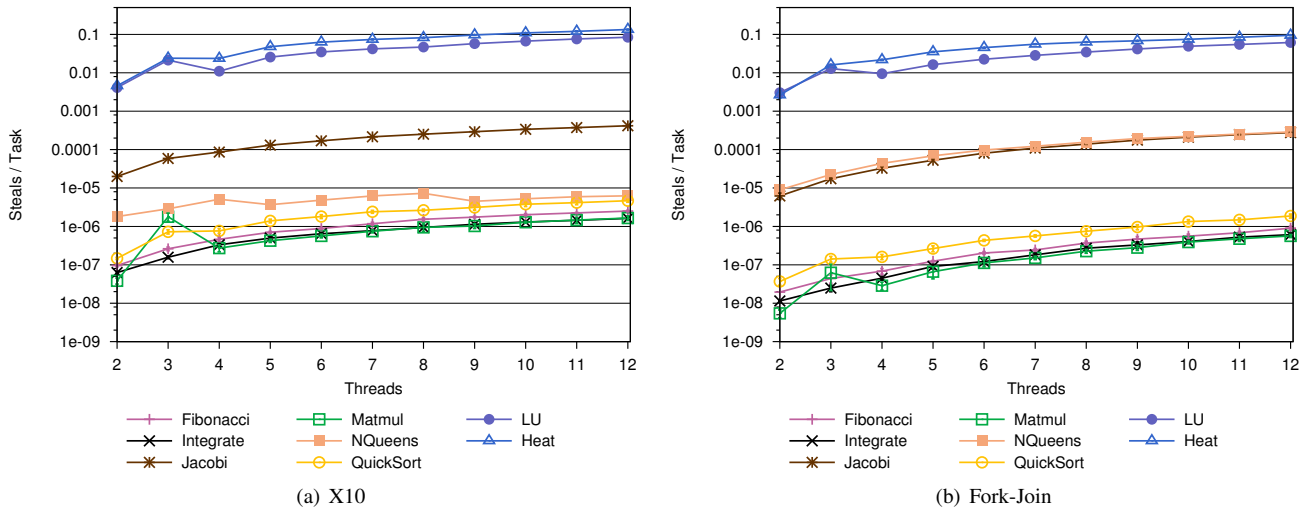 0.1
0.01
0.001
0.0001
1e-05
1e-06
1e-07
1e-08
1e-09
Steals / Task
2 3 4 5 6 7 8 9 10 11 12
Threads
Fibonacci Matmul LU
Integrate NQueens Heat
Jacobi QuickSort
(a) X10
0.1
0.01
0.001
0.0001
1e-05
1e-06
1e-07
1e-08
1e-09
Steals / Task
2 3 4 5 6 7 8 9 10 11 12
Threads
Fibonacci Matmul LU
Integrate NQueens Heat
Jacobi QuickSort
(b) Fork-Join